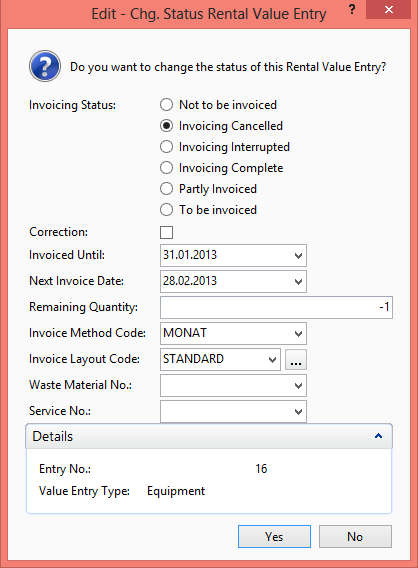 Edit - Chg. Status Rental Value Entry ? ×
? Do you want to change the status of this Rental Value Entry?
Invoicing Status: Not to be invoiced
Invoicing Cancelled
Invoicing Interrupted
Invoicing Complete
Partly Invoiced
To be invoiced
Correction:
Invoiced Until: 31.01.2013
Next Invoice Date: 28.02.2013
Remaining Quantity: -1
Invoice Method Code: MONAT
Invoice Layout Code: STANDARD ...
Waste Material No.:
Service No.:
Details
Entry No.: 16
Value Entry Type: Equipment
Yes No